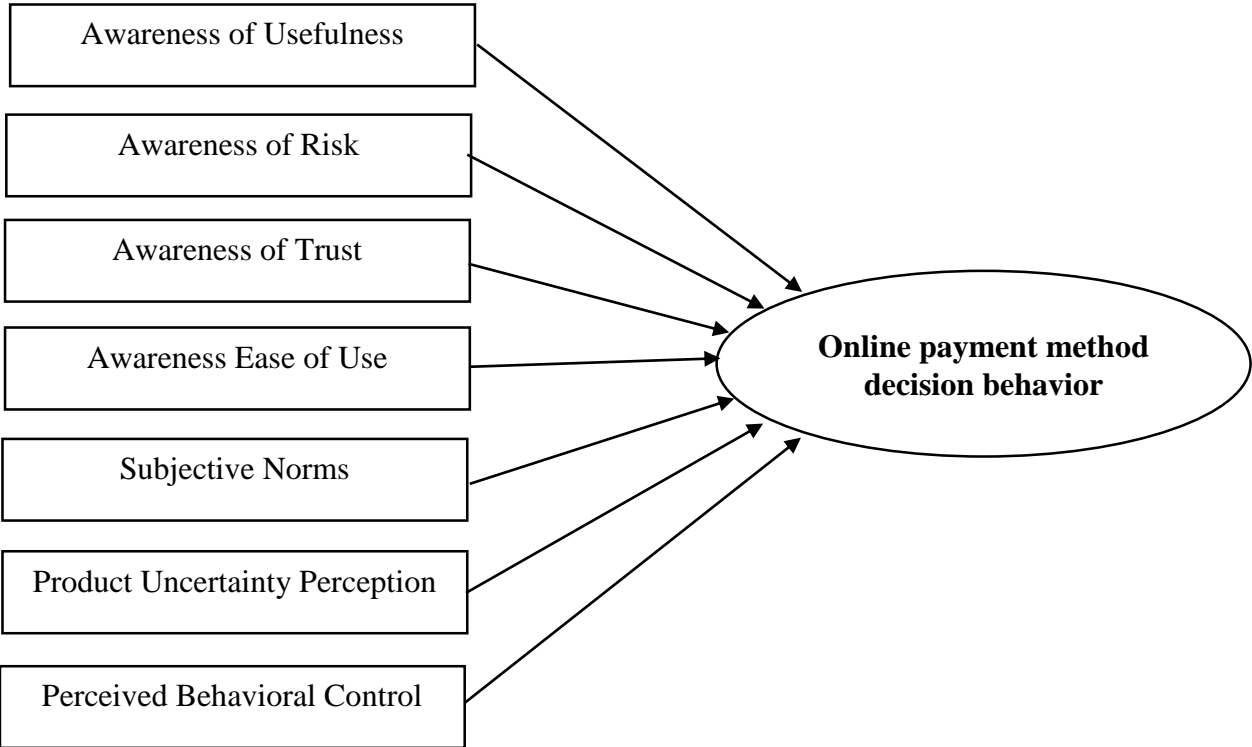 Awareness of Usefulness
Awareness of Risk
Awareness of Trust
Awareness Ease of Use
Subjective Norms
Product Uncertainty Perception
Perceived Behavioral Control
Online payment method
decision behavior